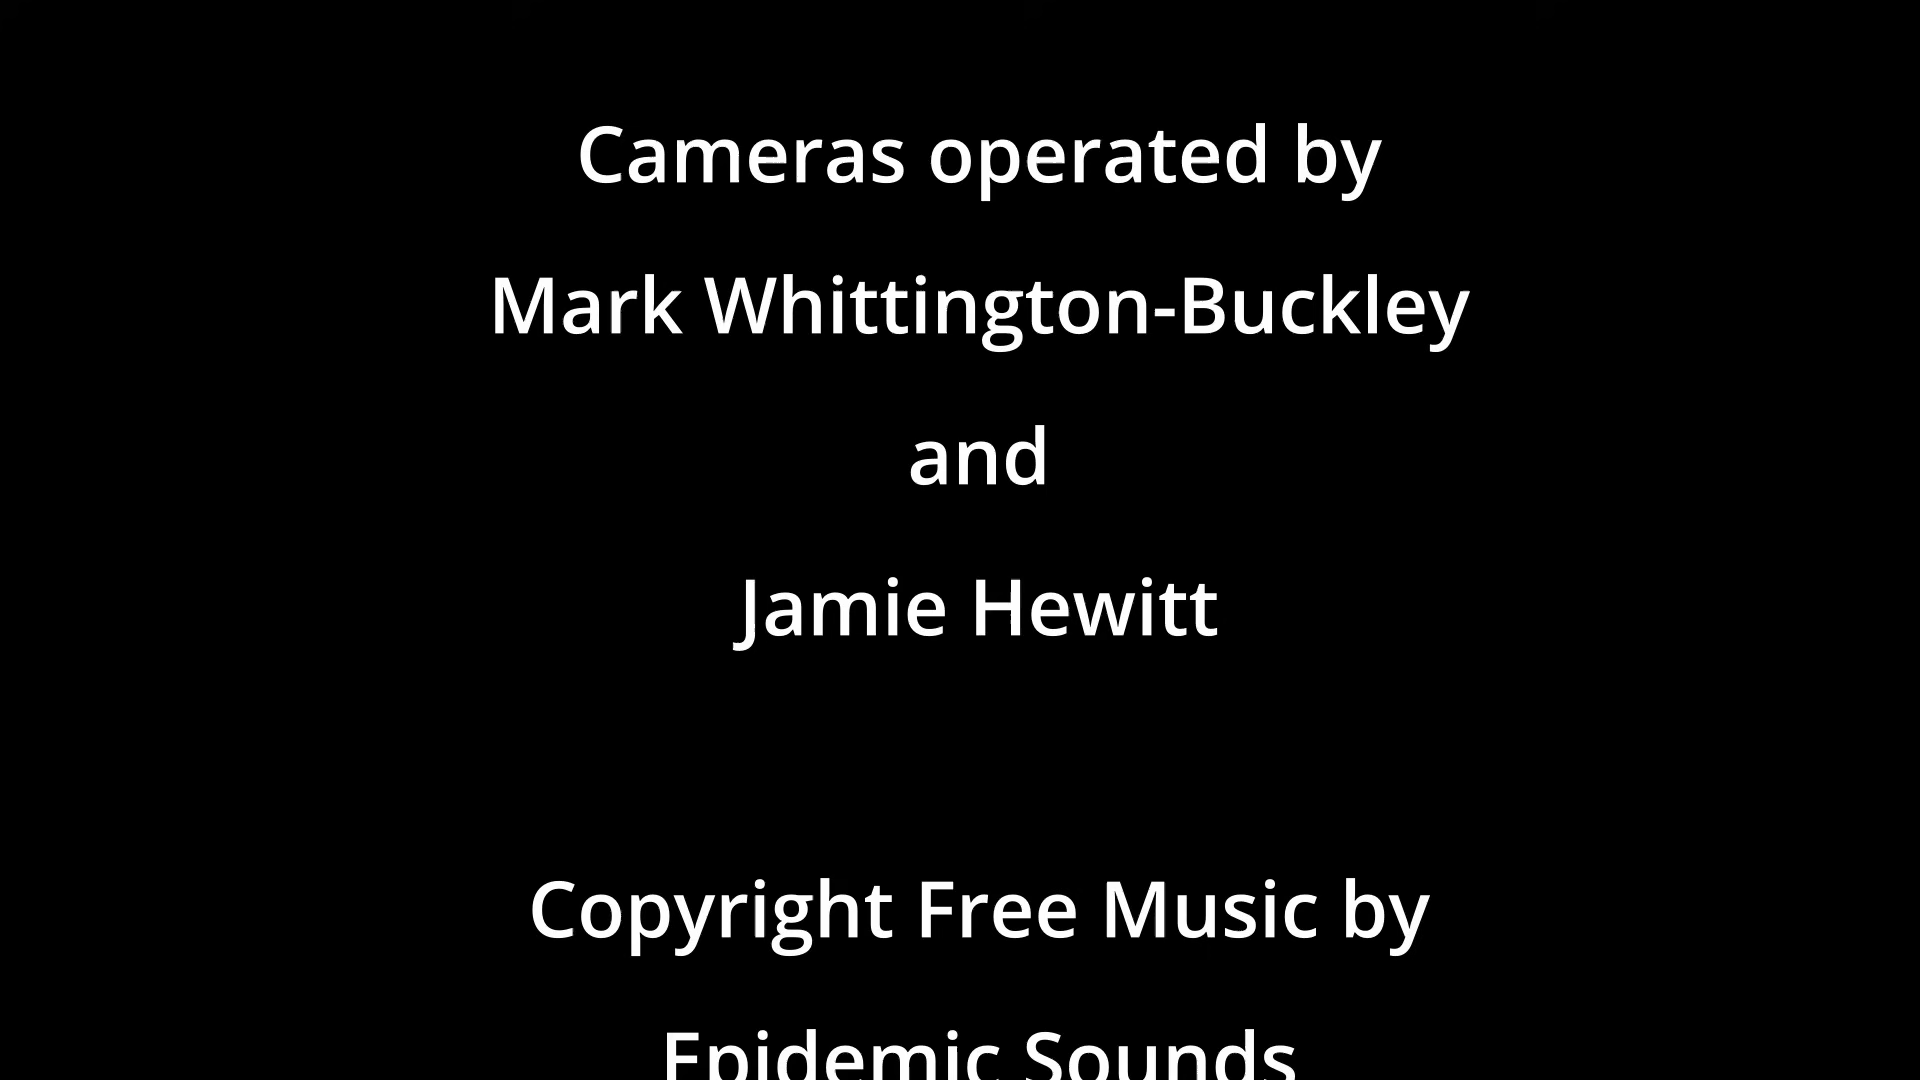 Cameras operated by
Mark Whittington-Buckley
and
Jamie Hewitt
Copyright Free Music by
Epidemic Sounds